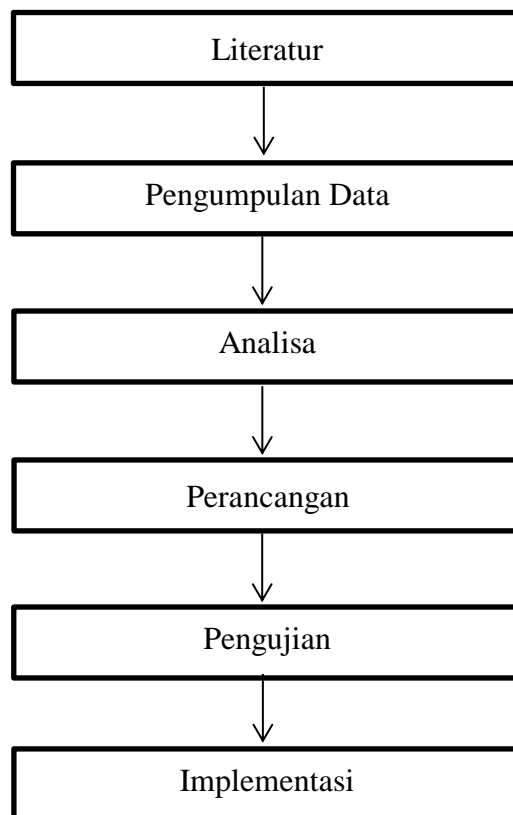 Literatur
Pengumpulan Data
Analisa
Perancangan
Pengujian
Implementasi